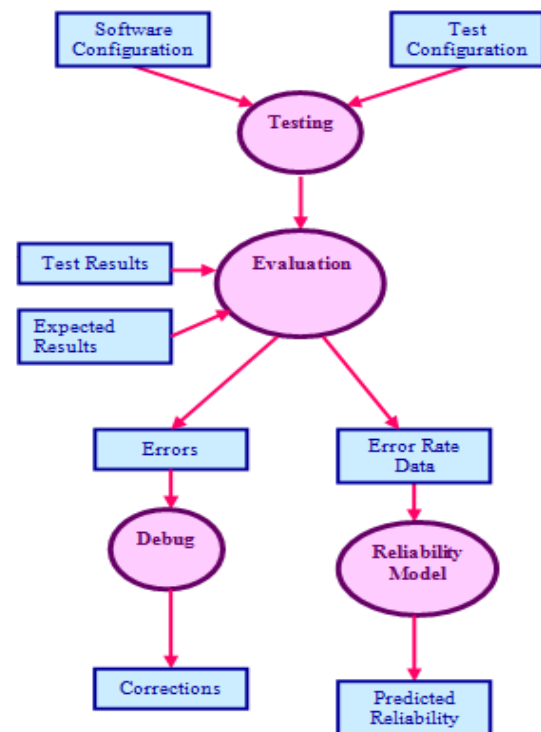 Software
Configuration
Test
Configuration
Testing
Evaluation
Test Results
Expected
Results
Errors
Error Rate
Data
Debug
Reliability
Model
Corrections
Predicted
Reliability